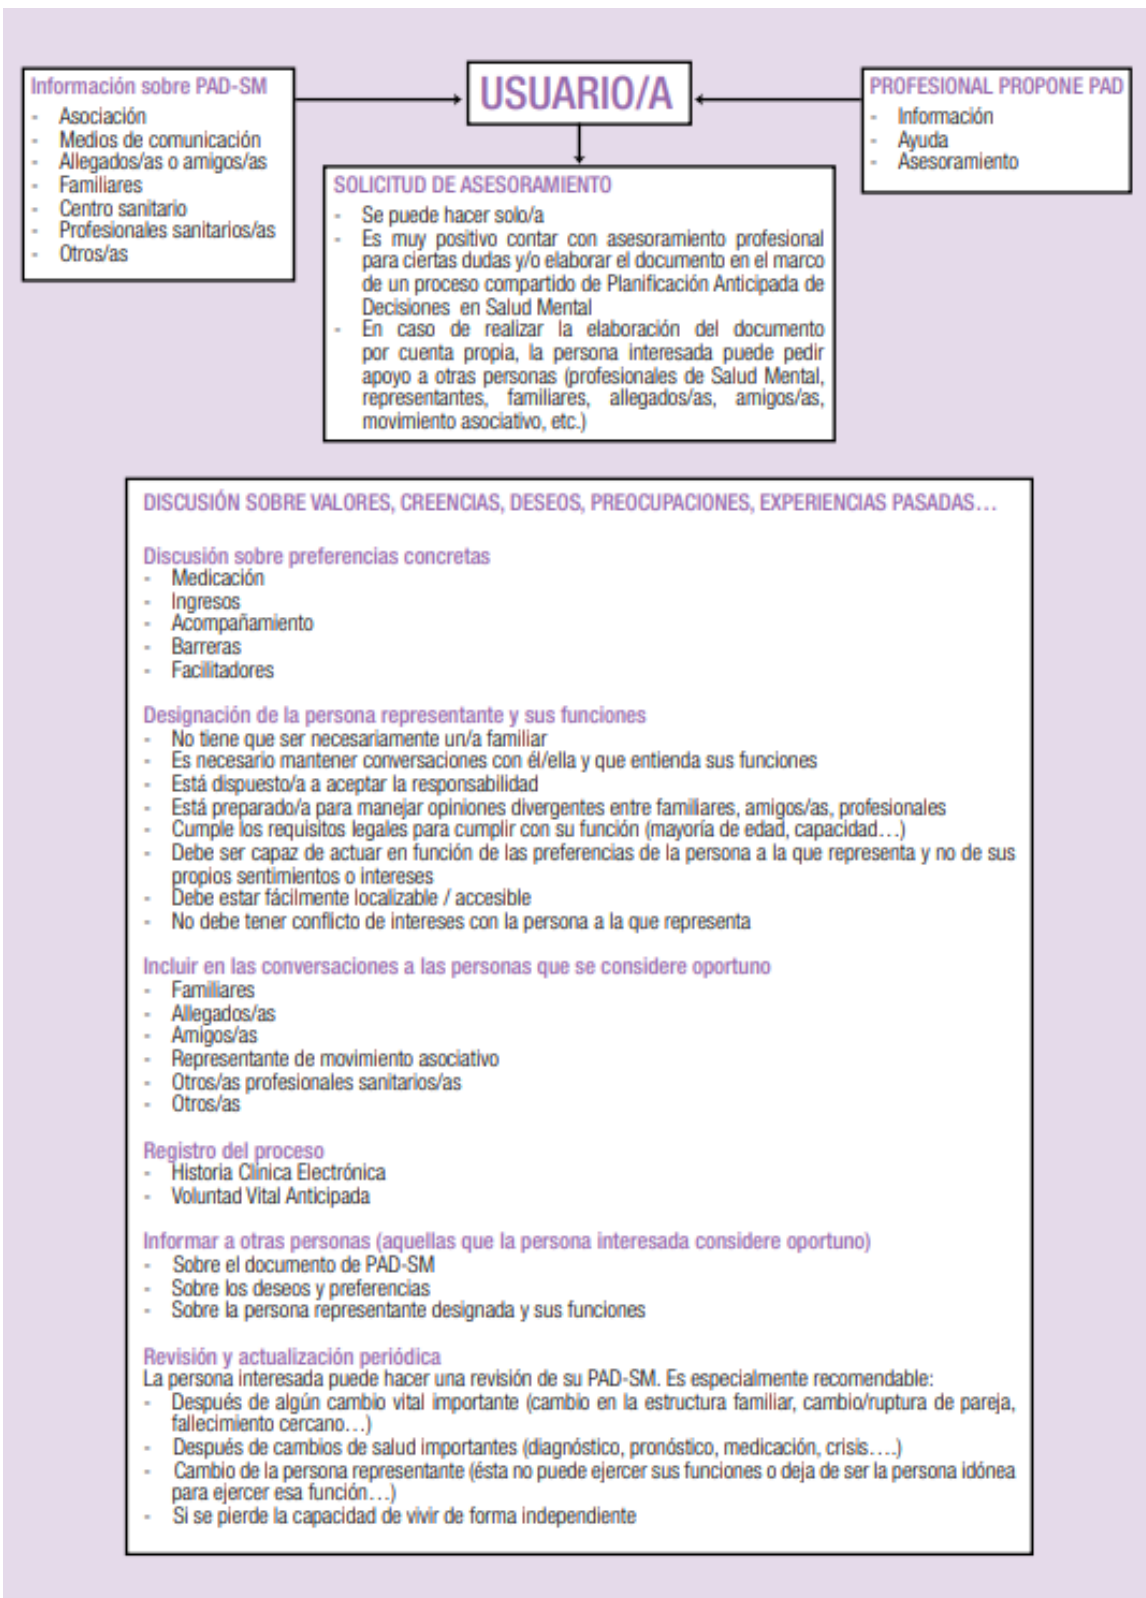 Información sobre PAD-SM
- Asociación
- Medios de comunicación
- Allegados/as o amigos/as
- Familiares
- Centro sanitario
- Profesionales sanitarios/as
- Otros/as
USUARIO/A
PROFESIONAL PROPONE PAD
- Información
- Ayuda
- Asesoramiento
SOLICITUD DE ASESORAMIENTO
- Se puede hacer solo/a
- Es muy positivo contar con asesoramiento profesional
para ciertas dudas y/o elaborar el documento en el marco
de un proceso compartido de Planificación Anticipada de
Decisiones en Salud Mental
- En caso de realizar la elaboración del documento
por cuenta propia, la persona interesada puede pedir
apoyo a otras personas (profesionales de Salud Mental,
representantes, familiares, allegados/as, amigos/as,
movimiento asociativo, etc.)
DISCUSIÓN SOBRE VALORES, CREENCIAS, DESEOS, PREOCUPACIONES, EXPERIENCIAS PASADAS…
Discusión sobre preferencias concretas
- Medicación
- Ingresos
- Acompañamiento
- Barreras
- Facilitadores
Designación de la persona representante y sus funciones
- No tiene que ser necesariamente un/a familiar
- Es necesario mantener conversaciones con él/ella y que entienda sus funciones
- Está dispuesto/a a aceptar la responsabilidad
- Está preparado/a para manejar opiniones divergentes entre familiares, amigos/as, profesionales
- Cumple los requisitos legales para cumplir con su función (mayoría de edad, capacidad…)
- Debe ser capaz de actuar en función de las preferencias de la persona a la que representa y no de sus
propios sentimientos o intereses
- Debe estar fácilmente localizable / accesible
- No debe tener conflicto de intereses con la persona a la que representa
Incluir en las conversaciones a las personas que se considere oportuno
- Familiares
- Allegados/as
- Amigos/as
- Representante de movimiento asociativo
- Otros/as profesionales sanitarios/as
- Otros/as
Registro del proceso
- Historia Clínica Electrónica
- Voluntad Vital Anticipada
Informar a otras personas (aquellas que la persona interesada considere oportuno)
- Sobre el documento de PAD-SM
- Sobre los deseos y preferencias
- Sobre la persona representante designada y sus funciones
Revisión y actualización periódica
La persona interesada puede hacer una revisión de su PAD-SM. Es especialmente recomendable:
- Después de algún cambio vital importante (cambio en la estructura familiar, cambio/ruptura de pareja,
fallecimiento cercano…)
- Después de cambios de salud importantes (diagnóstico, pronóstico, medicación, crisis….)
- Cambio de la persona representante (ésta no puede ejercer sus funciones o deja de ser la persona idónea
para ejercer esa función…)
- Si se pierde la capacidad de vivir de forma independiente